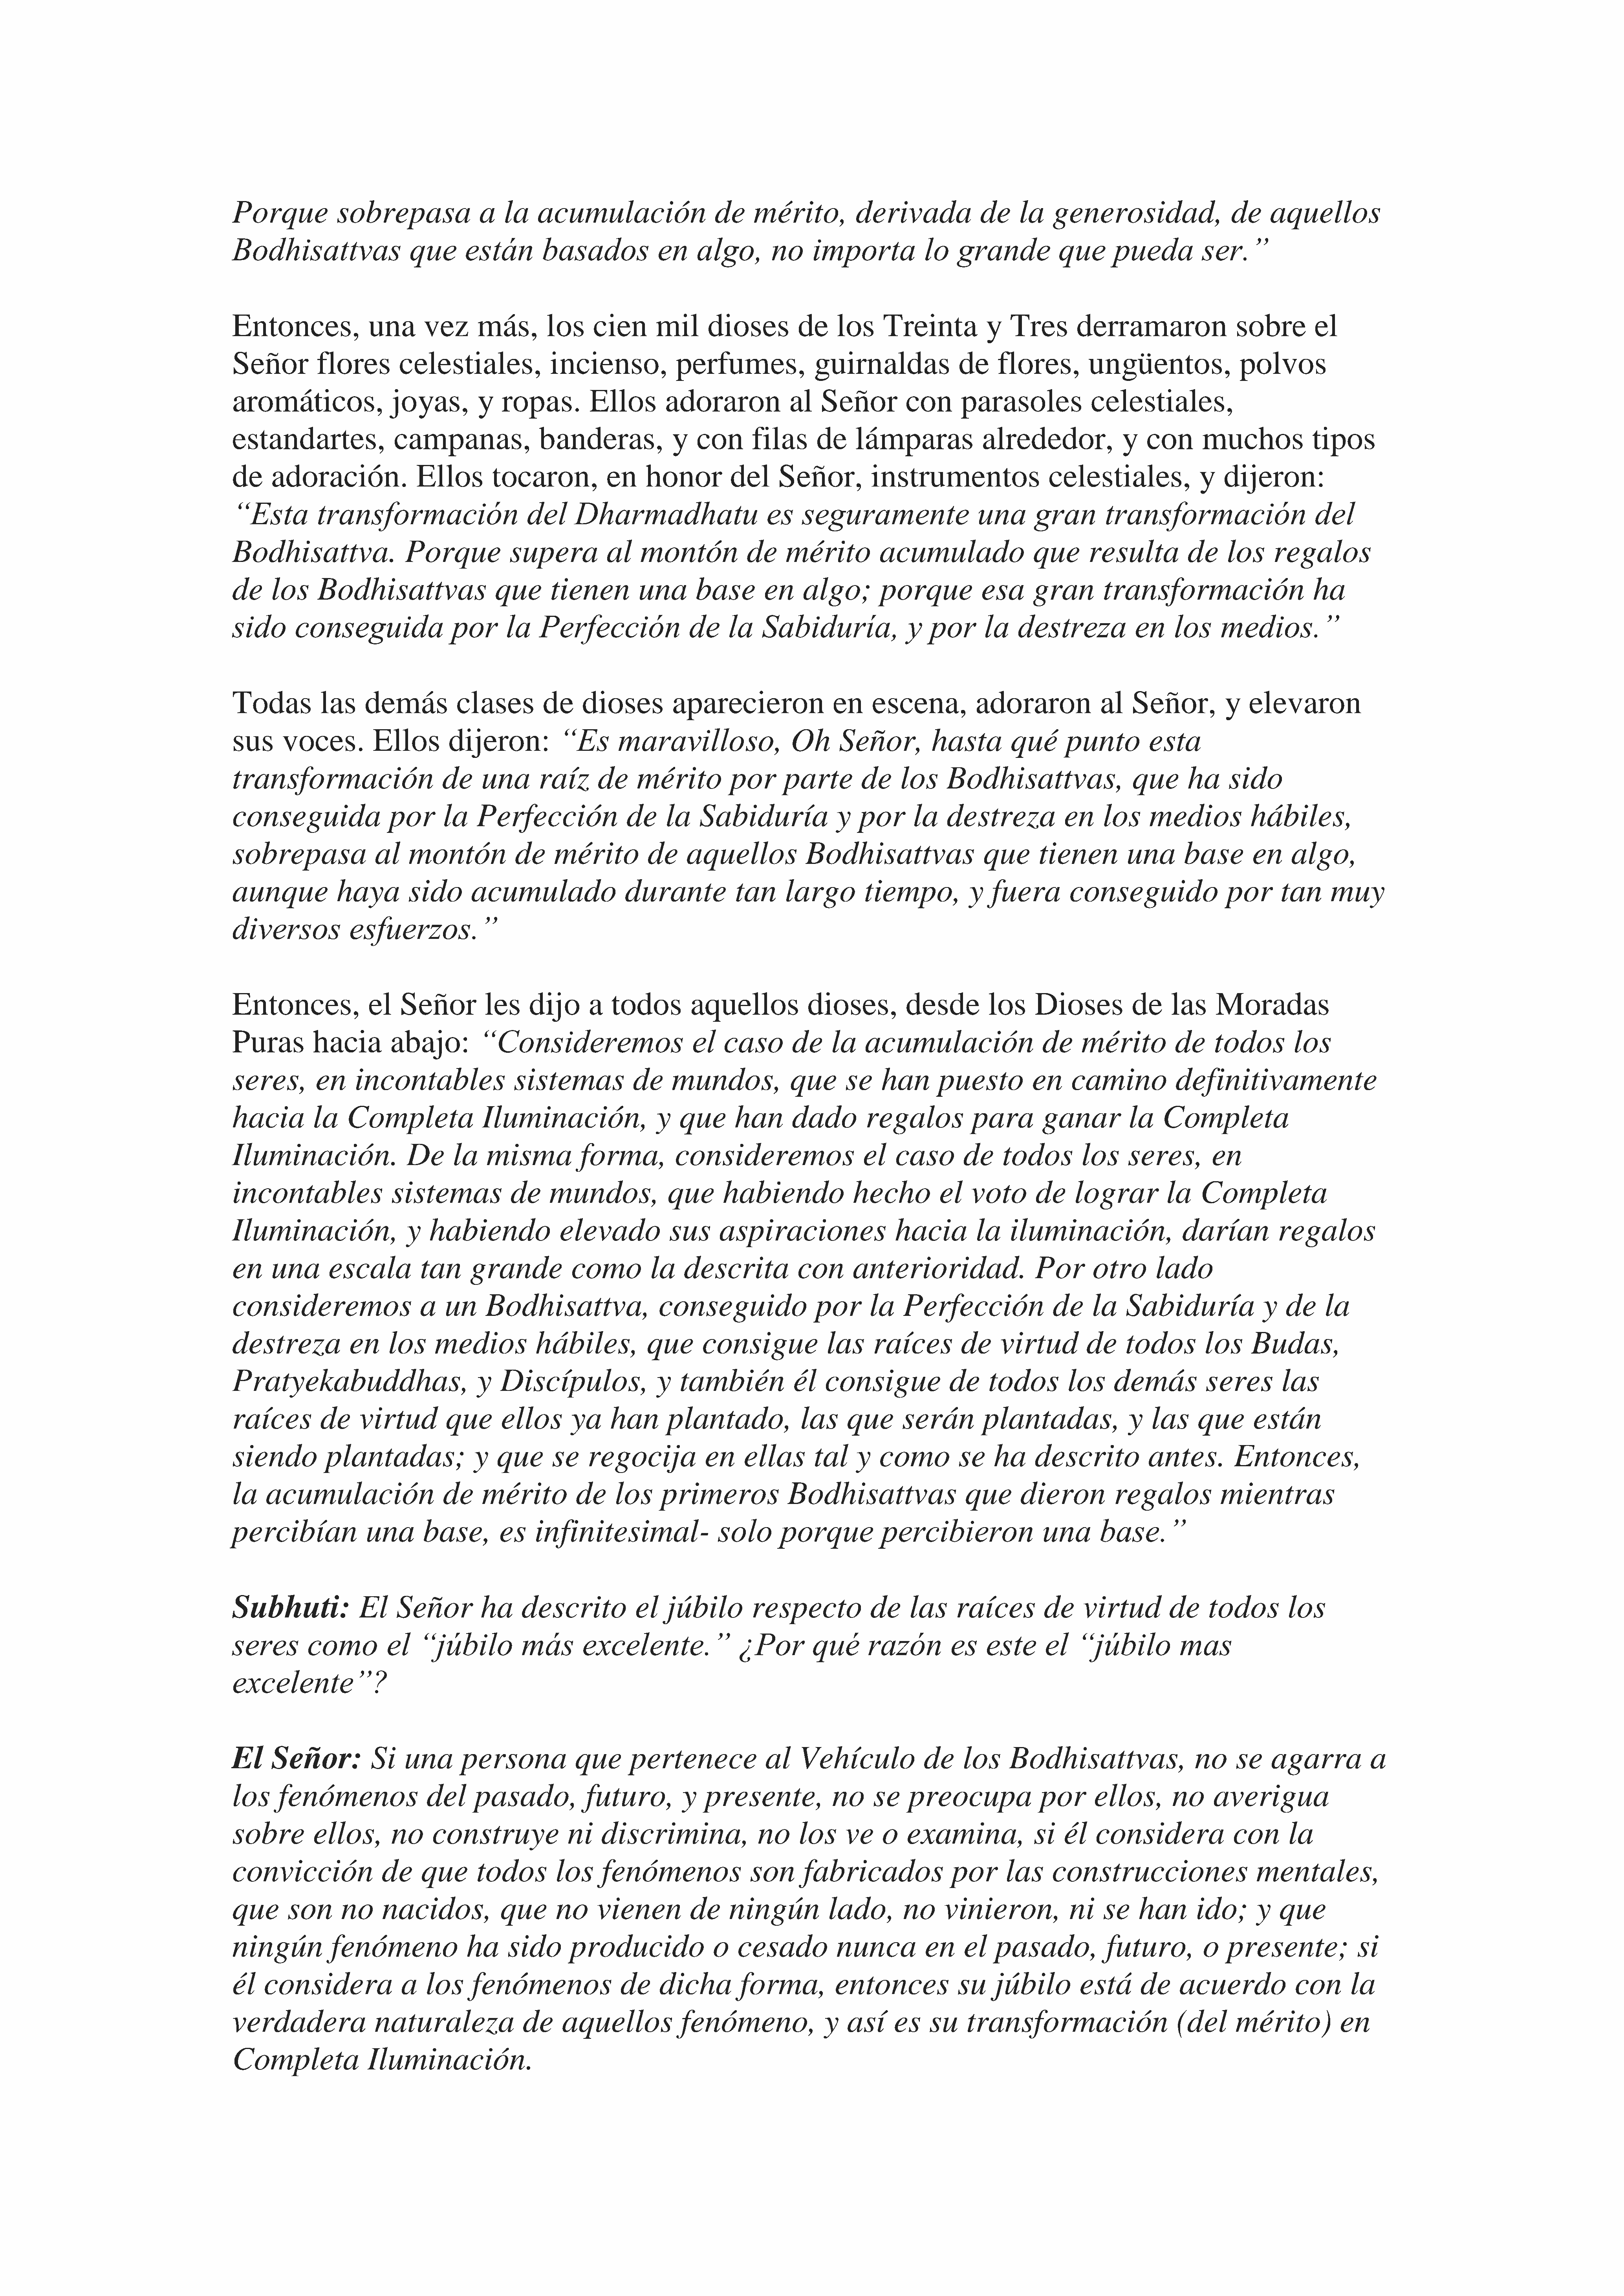 Porque sobrepasa a la acumulación de mérito, derivada de la generosidad, de aquellos
Bodhisattvas que están basados en algo, no importa lo grande que pueda ser.”
Entonces, una vez más, los cien mil dioses de los Treinta y Tres derramaron sobre el
Señor flores celestiales, incienso, perfumes, guirnaldas de flores, ungüentos, polvos
aromáticos, joyas, y ropas. Ellos adoraron al Señor con parasoles celestiales,
estandartes, campanas, banderas, y con filas de lámparas alrededor, y con muchos tipos
de adoración. Ellos tocaron, en honor del Señor, instrumentos celestiales, y dijeron:
“Esta transformación del Dharmadhatu es seguramente una gran transformación del
Bodhisattva. Porque supera al montón de mérito acumulado que resulta de los regalos
de los Bodhisattvas que tienen una base en algo; porque esa gran transformación ha
sido conseguida por la Perfección de la Sabiduría, y por la destreza en los medios.”
Todas las demás clases de dioses aparecieron en escena, adoraron al Señor, y elevaron
sus voces. Ellos dijeron: “Es maravilloso, Oh Señor, hasta qué punto esta
transformación de una raíz de mérito por parte de los Bodhisattvas, que ha sido
conseguida por la Perfección de la Sabiduría y por la destreza en los medios hábiles,
sobrepasa al montón de mérito de aquellos Bodhisattvas que tienen una base en algo,
aunque haya sido acumulado durante tan largo tiempo, y fuera conseguido por tan muy
diversos esfuerzos.”
Entonces, el Señor les dijo a todos aquellos dioses, desde los Dioses de las Moradas
Puras hacia abajo: “Consideremos el caso de la acumulación de mérito de todos los
seres, en incontables sistemas de mundos, que se han puesto en camino definitivamente
hacia la Completa Iluminación, y que han dado regalos para ganar la Completa
Iluminación. De la misma forma, consideremos el caso de todos los seres, en
incontables sistemas de mundos, que habiendo hecho el voto de lograr la Completa
Iluminación, y habiendo elevado sus aspiraciones hacia la iluminación, darían regalos
en una escala tan grande como la descrita con anterioridad. Por otro lado
consideremos a un Bodhisattva, conseguido por la Perfección de la Sabiduría y de la
destreza en los medios hábiles, que consigue las raíces de virtud de todos los Budas,
Pratyekabuddhas, y Discípulos, y también él consigue de todos los demás seres las
raíces de virtud que ellos ya han plantado, las que serán plantadas, y las que están
siendo plantadas; y que se regocija en ellas tal y como se ha descrito antes. Entonces,
la acumulación de mérito de los primeros Bodhisattvas que dieron regalos mientras
percibían una base, es infinitesimal- solo porque percibieron una base.”
Subhuti: El Señor ha descrito el júbilo respecto de las raíces de virtud de todos los
seres como el “júbilo más excelente.” ¿Por qué razón es este el “júbilo mas
excelente”?
El Señor: Si una persona que pertenece al Vehículo de los Bodhisattvas, no se agarra a
los fenómenos del pasado, futuro, y presente, no se preocupa por ellos, no averigua
sobre ellos, no construye ni discrimina, no los ve o examina, si él considera con la
convicción de que todos los fenómenos son fabricados por las construcciones mentales,
que son no nacidos, que no vienen de ningún lado, no vinieron, ni se han ido; y que
ningún fenómeno ha sido producido o cesado nunca en el pasado, futuro, o presente; si
él considera a los fenómenos de dicha forma, entonces su júbilo está de acuerdo con la
verdadera naturaleza de aquellos fenómeno, y así es su transformación (del mérito) en
Completa Iluminación.